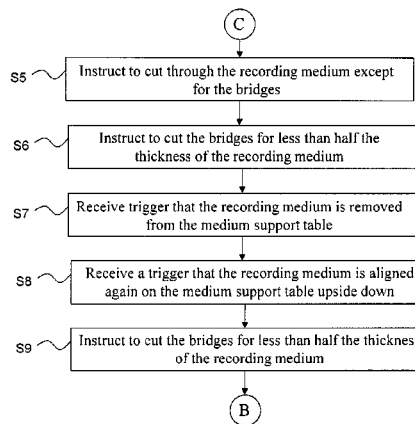 C
S5
Instruct to cut through the recording medium except
for the bridges
S6
Instruct to cut the bridges for less than half the
thickness of the recording medium
S7
Receive trigger that the recording medium is removed
from the medium support table
S8
Receive a trigger that the recording medium is aligned
again on the medium support table upside down
S9
Instruct to cut the bridges for less than half the thicknes
of the recording medium
B